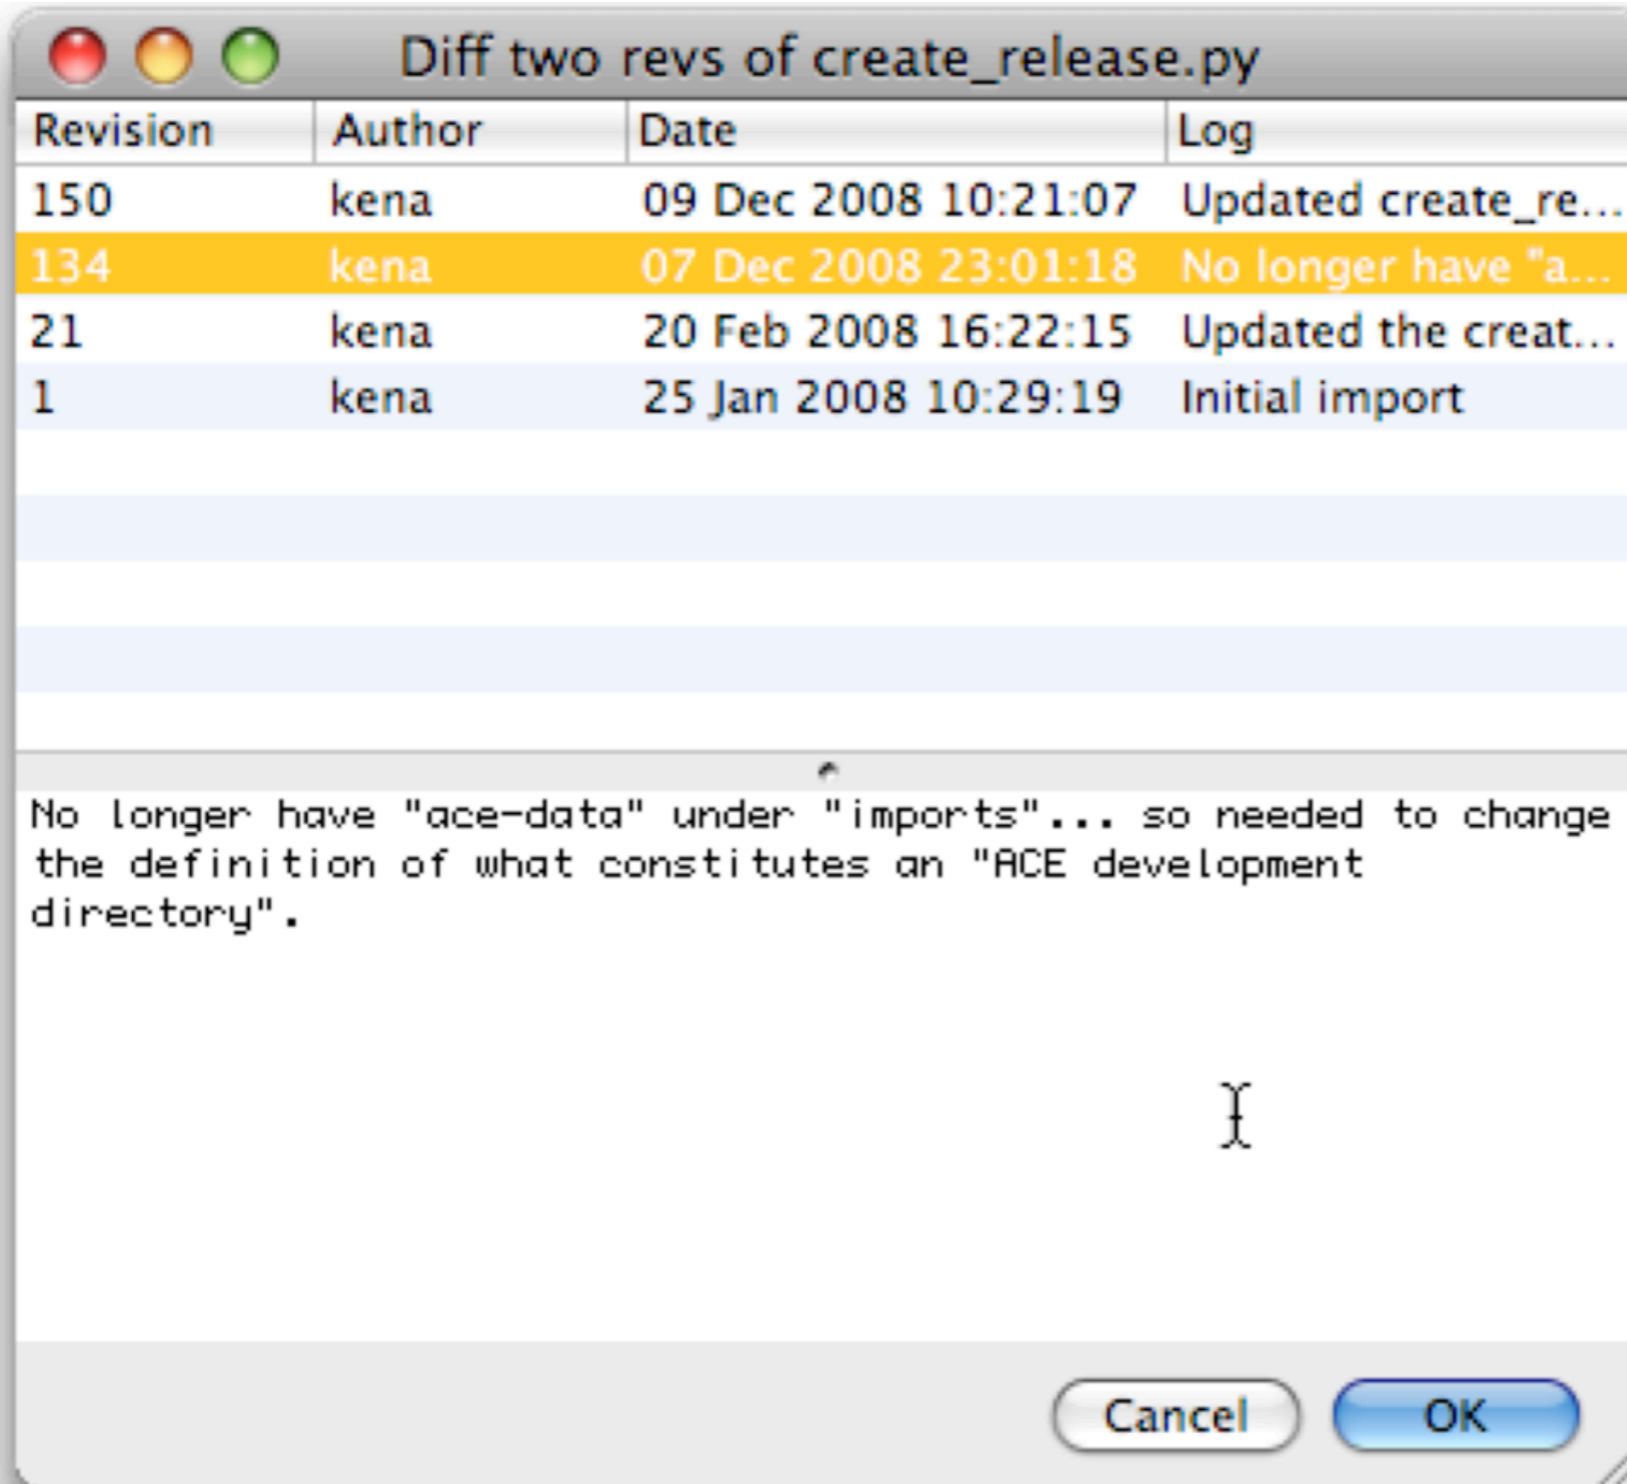 Diff two revs of create_release.py
Revision Author Date Log
150 kena 09 Dec 2008 10:21:07 Updated create_re...
134 kena 07 Dec 2008 23:01:18 No longer have "a...
21 kena 20 Feb 2008 16:22:15 Updated the creat...
1 kena 25 Jan 2008 10:29:19 Initial import
No longer have "ace-data" under "imports"... so needed to change
the definition of what constitutes an "ACE development
directory".
Cancel OK